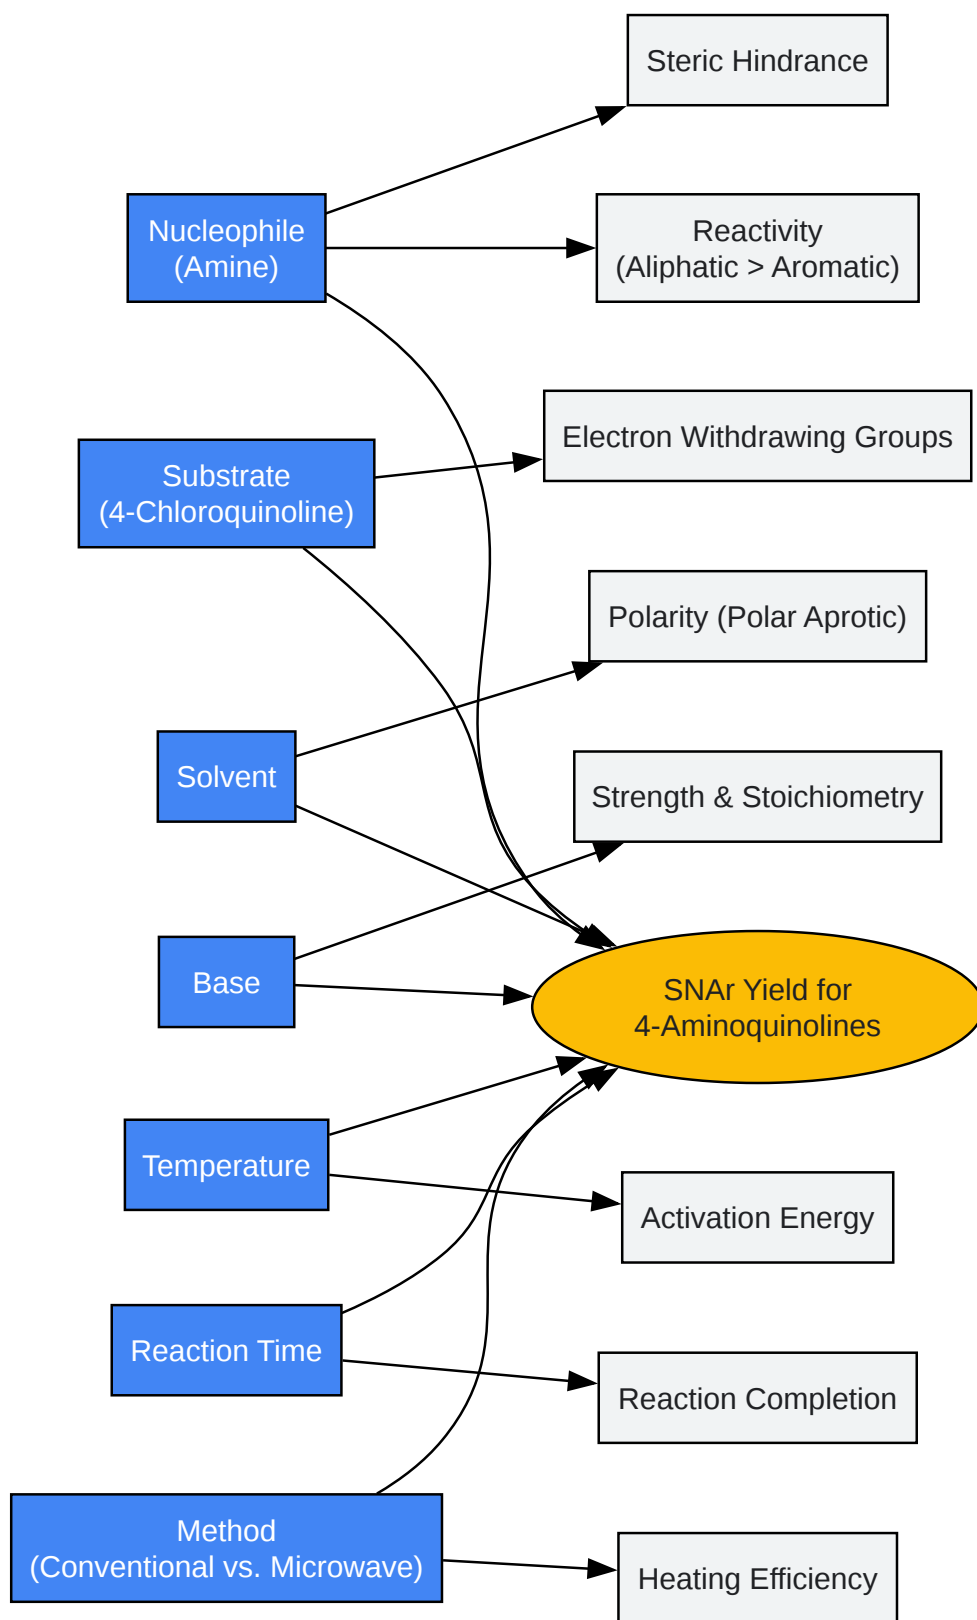 Steric Hindrance
Nucleophile
(Amine)
Reactivity
(Aliphatic > Aromatic)
Electron Withdrawing Groups
Substrate
(4-Chloroquinoline)
Polarity (Polar Aprotic)
Solvent
Strength & Stoichiometry
Base
SNAr Yield for
4-Aminoquinolines
Temperature
Activation Energy
Reaction Time
Reaction Completion
Method
(Conventional vs. Microwave)
Heating Efficiency